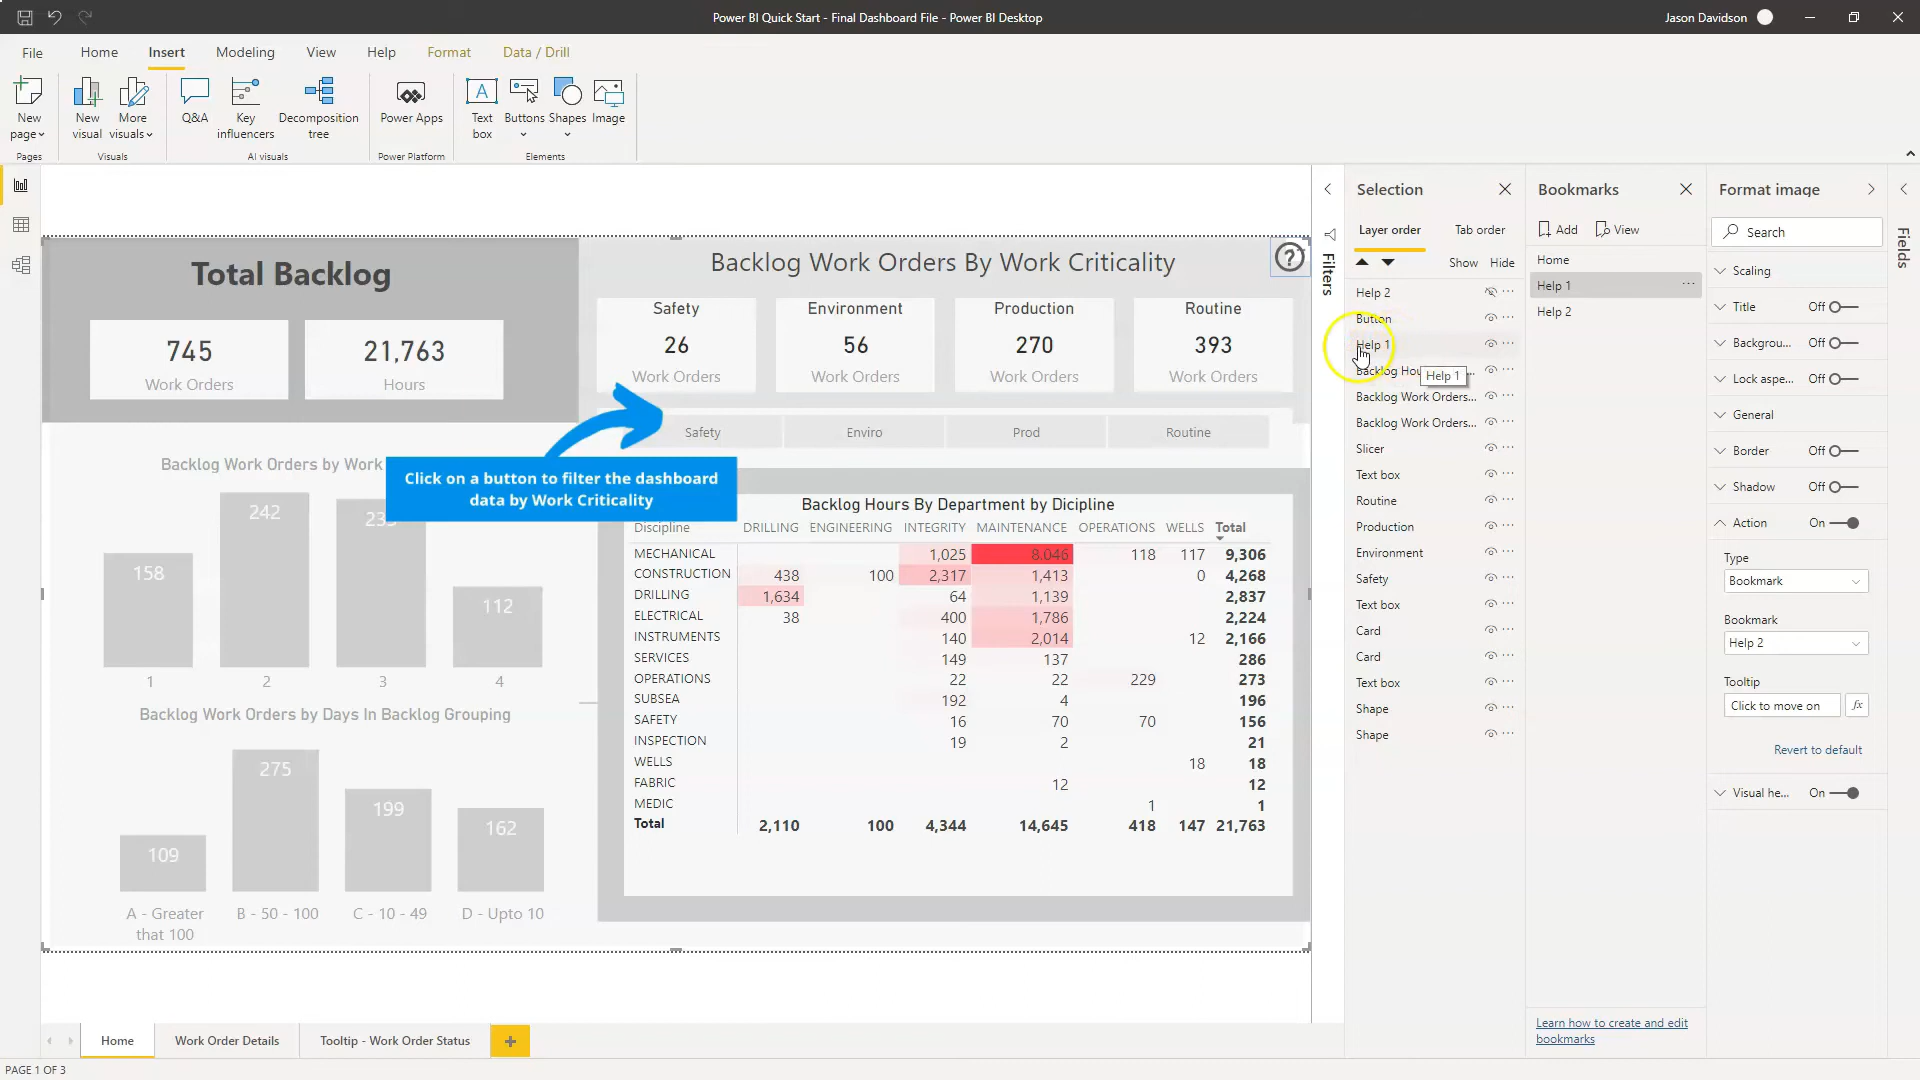 Power BI Quick Start - Final Dashboard File - Power BI Desktop
Jason Davidson
File
Home
Insert
Modeling
View
Help
Format
Data / Drill
New page
New visual
More visuals
Q&A
Key influencers
Decomposition tree
Power Apps
Text box
Buttons
Shapes
Image
Pages
Visuals
AI visuals
Power Platform
Elements
Total Backlog
745
Work Orders
21,763
Hours
Backlog Work Orders By Work Criticality
Safety
26
Work Orders
Environment
56
Work Orders
Production
270
Work Orders
Routine
393
Work Orders
Safety
Enviro
Prod
Routine
Backlog Work Orders by Work
Click on a button to filter the dashboard
data by Work Criticality
158
242
112
1
2
3
4
Backlog Work Orders by Days In Backlog Grouping
109
275
199
162
A - Greater
that 100
B - 50 - 100
C - 10 - 49
D - Upto 10
Backlog Hours By Department by Dicipline
Discipline DRILLING ENGINEERING INTEGRITY MAINTENANCE OPERATIONS WELLS Total
MECHANICAL 1,025 8,046 118 117 9,306
CONSTRUCTION 438 100 2,317 1,413 0 4,268
DRILLING 1,634 64 1,139 2,837
ELECTRICAL 38 400 1,786 2,224
INSTRUMENTS 140 2,014 12 2,166
SERVICES 149 137 286
OPERATIONS 22 22 229 273
SUBSEA 192 4 196
SAFETY 16 70 70 156
INSPECTION 19 2 21
WELLS 18 18
FABRIC 12 12
MEDIC 1 1
Total 2,110 100 4,344 14,645 418 147 21,763
Filters
Selection
Layer order
Tab order
Show
Hide
Help 2
Button
Help 1
Backlog Hou...
Help 1
Backlog Work Orders...
Backlog Work Orders...
Slicer
Text box
Routine
Production
Environment
Safety
Text box
Card
Card
Text box
Shape
Shape
Bookmarks
Add
View
Home
Help 1
Help 2
Learn how to create and edit
bookmarks
Format image
Search
Scaling
Title Off
Backgrou... Off
Lock aspe... Off
General
Border Off
Shadow Off
Action On
Type
Bookmark
Bookmark
Help 2
Tooltip
Click to move on
fx
Revert to default
Visual he... On
Fields
Home
Work Order Details
Tooltip - Work Order Status
PAGE 1 OF 3